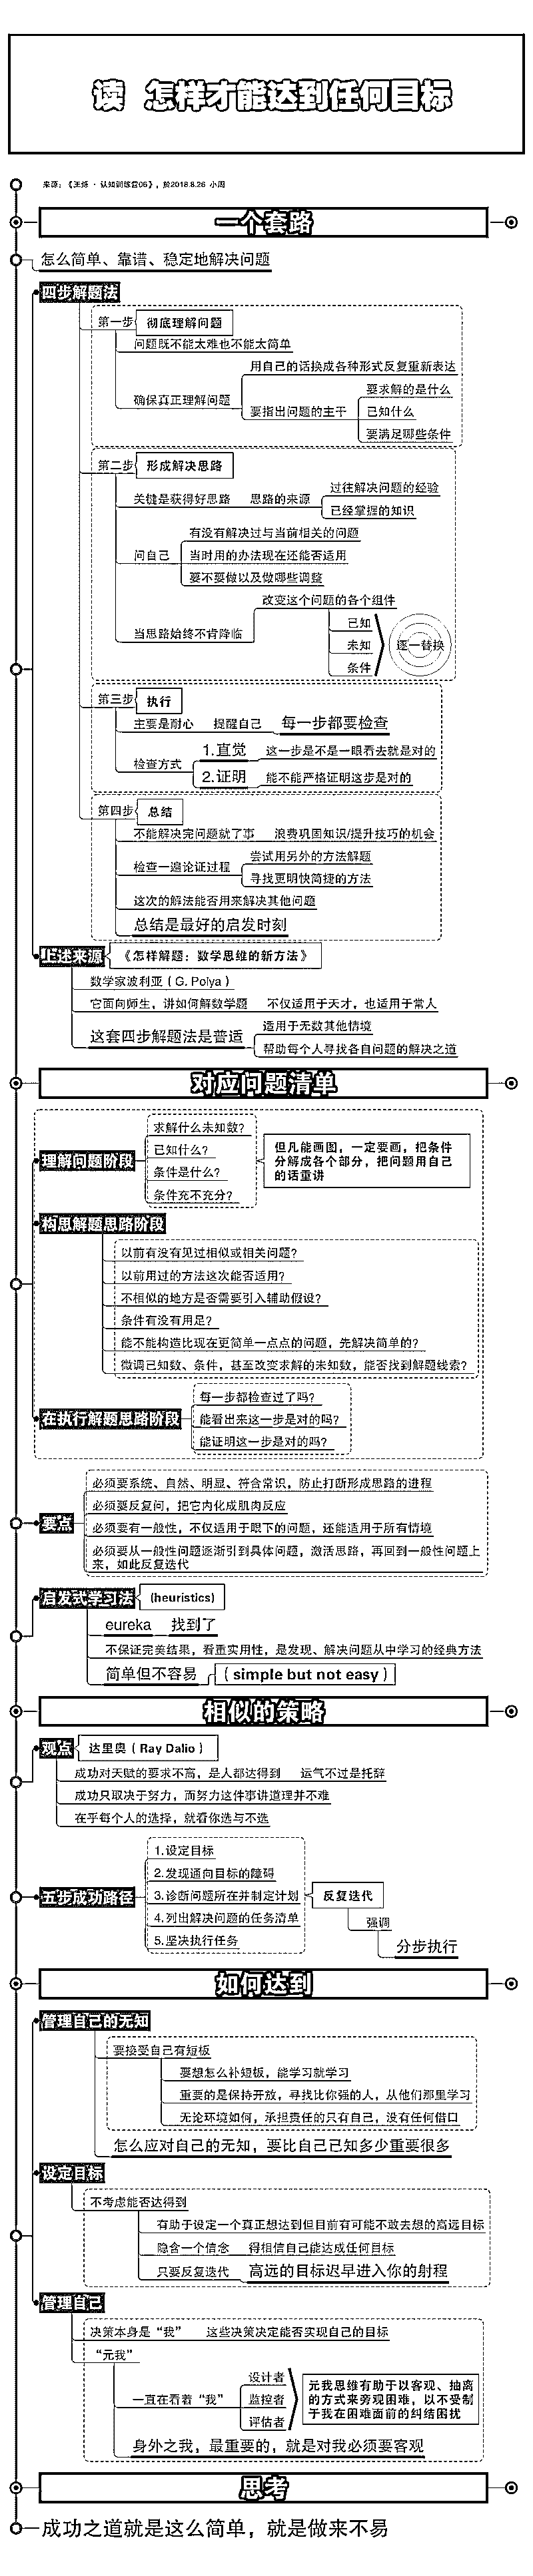 读 怎样才能达到任何目标
来源：《王烁·认知训练营06》，於2018.8.26 小周
一个套路
怎么简单、靠谱、稳定地解决问题
四步解题法
第一步 彻底理解问题
问题既不能太难也不能太简单
确保真正理解问题
用自己的话换成各种形式反复重新表达
要指出问题的主干
要求解的是什么
已知什么
要满足哪些条件
第二步 形成解决思路
关键是获得好思路 思路的来源
过往解决问题的经验
已经掌握的知识
问自己
有没有解决过与当前相关的问题
当时用的办法现在还能否适用
要不要做以及做哪些调整
当思路始终不肯降临
改变这个问题的各个组件
已知
未知
条件
逐一替换
第三步 执行
主要是耐心 提醒自己 每一步都要检查
检查方式
1.直觉 这一步是不是一眼看去就是对的
2.证明 能不能严格证明这步是对的
第四步 总结
不能解决完问题就了事 浪费巩固知识/提升技巧的机会
检查一遍论证过程
尝试用另外的方法解题
寻找更明快简捷的方法
这次的解法能否用来解决其他问题
总结是最好的启发时刻
上述来源 《怎样解题：数学思维的新方法》
数学家波利亚（G. Polya）
它面向师生，讲如何解数学题 不仅适用于天才，也适用于常人
这套四步解题法是普适
适用于无数其他情境
帮助每个人寻找各自问题的解决之道
对应问题清单
理解问题阶段
求解什么未知数？
已知什么？
条件是什么？
条件充不充分？
但凡能画图，一定要画，把条件
分解成各个部分，把问题用自己
的话重讲
构思解题思路阶段
以前有没有见过相似或相关问题？
以前用过的方法这次能否适用？
不相似的地方是否需要引入辅助假设？
条件有没有用足？
能不能构造比现在更简单一点点的问题，先解决简单的？
微调已知数、条件，甚至改变求解的未知数，能否找到解题线索？
在执行解题思路阶段
每一步都检查过了吗？
能看出来这一步是对的吗？
能证明这一步是对的吗？
要点
必须要系统、自然、明显、符合常识，防止打断形成思路的进程
必须要反复问，把它内化成肌肉反应
必须要有一般性，不仅适用于眼下的问题，还能适用于所有情境
必须要从一般性问题逐渐引到具体问题，激活思路，再回到一般性问题上
来，如此反复迭代
启发式学习法 (heuristics)
eureka 找到了
不保证完美结果，看重实用性，是发现、解决问题从中学习的经典方法
简单但不容易 （simple but not easy）
相似的策略
观点 达里奥（Ray Dalio）
成功对天赋的要求不高，是人都达得到 运气不过是托辞
成功只取决于努力，而努力这件事讲道理并不难
在乎每个人的选择，就看你选与不选
五步成功路径
1.设定目标
2.发现通向目标的障碍
3.诊断问题所在并制定计划
4.列出解决问题的任务清单
5.坚决执行任务
反复迭代
强调
分步执行
如何达到
管理自己的无知
要接受自己有短板
要想怎么补短板，能学习就学习
重要的是保持开放，寻找比你强的人，从他们那里学习
无论环境如何，承担责任的只有自己，没有任何借口
怎么应对自己的无知，要比自己已知多少重要很多
设定目标
不考虑能否达得到
有助于设定一个真正想达到但目前有可能不敢去想的高远目标
隐含一个信念 得相信自己能达成任何目标
只要反复迭代 高远的目标迟早进入你的射程
管理自己
决策本身是“我” 这些决策决定能否实现自己的目标
“元我”
一直在看着“我”
设计者
监控者
评估者
元我思维有助于以客观、抽离
的方式来旁观困难，以不受制
于我在困难面前的纠结困扰
身外之我，最重要的，就是对我必须要客观
思考
成功之道就是这么简单，就是做来不易